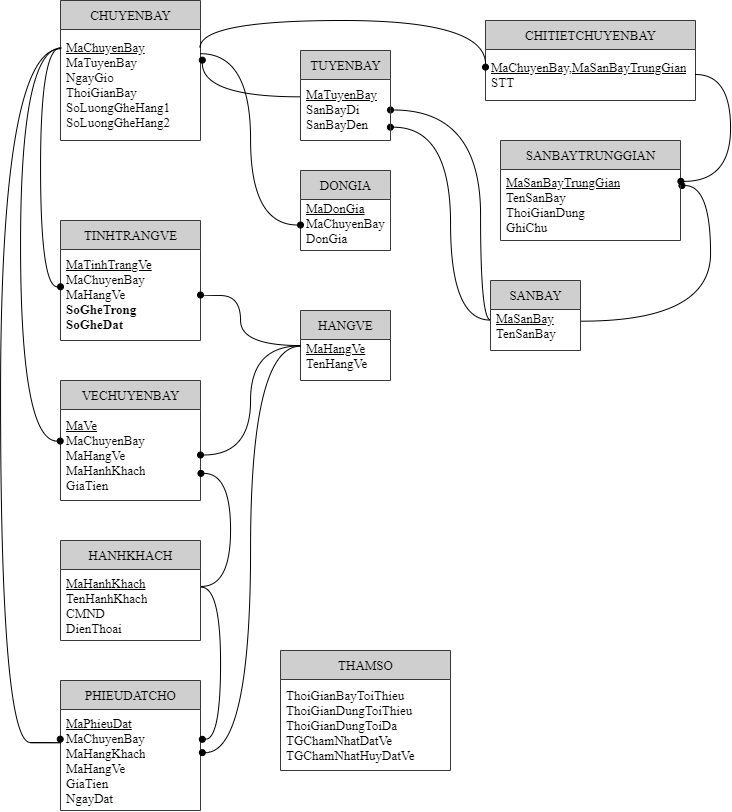 CHUYENBAY
MaChuyenBay
MaTuyenBay
NgayGio
ThoiGianBay
SoLuongGheHang1
SoLuongGheHang2
TUYENBAY
MaTuyenBay
SanBayDi
SanBayDen
CHITIETCHUYENBAY
MaChuyenBay,MaSanBayTrungGian
STT
SANBAYTRUNGGIAN
MaSanBayTrungGian
TenSanBay
ThoiGianDung
GhiChu
DONGIA
MaDonGia
MaChuyenBay
DonGia
TINHTRANGVE
MaTinhTrangVe
MaChuyenBay
MaHangVe
SoGheTrong
SoGheDat
HANGVE
MaHangVe
TenHangVe
SANBAY
MaSanBay
TenSanBay
VECHUYENBAY
MaVe
MaChuyenBay
MaHangVe
MaHanhKhach
GiaTien
HANHKHACH
MaHanhKhach
TenHanhKhach
CMND
DienThoai
PHIEUDATCHO
MaPhieuDat
MaChuyenBay
MaHangKhach
MaHangVe
GiaTien
NgayDat
THAMSO
ThoiGianBayToiThieu
ThoiGianDungToiThieu
ThoiGianDungToiDa
TGChamNhatDatVe
TGChamNhatHuyDatVe